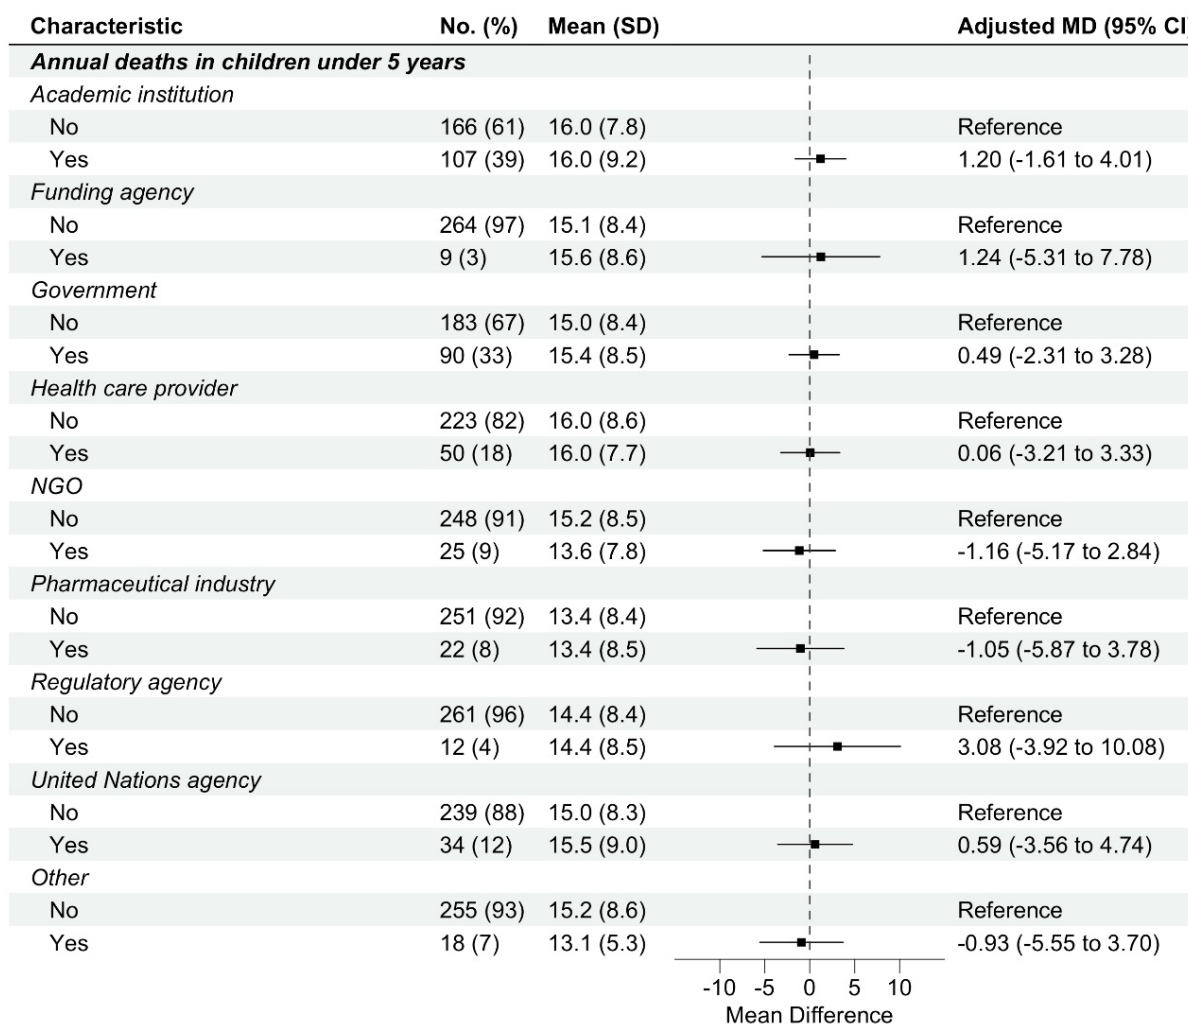 Characteristic No. (%) Mean (SD) Adjusted MD (95% CI)
Annual deaths in children under 5 years
Academic institution
No 166 (61) 16.0 (7.8) Reference
Yes 107 (39) 16.0 (9.2) 1.20 (-1.61 to 4.01)
Funding agency
No 264 (97) 15.1 (8.4) Reference
Yes 9 (3) 15.6 (8.6) 1.24 (-5.31 to 7.78)
Government
No 183 (67) 15.0 (8.4) Reference
Yes 90 (33) 15.4 (8.5) 0.49 (-2.31 to 3.28)
Health care provider
No 223 (82) 16.0 (8.6) Reference
Yes 50 (18) 16.0 (7.7) 0.06 (-3.21 to 3.33)
NGO
No 248 (91) 15.2 (8.5) Reference
Yes 25 (9) 13.6 (7.8) -1.16 (-5.17 to 2.84)
Pharmaceutical industry
No 251 (92) 13.4 (8.4) Reference
Yes 22 (8) 13.4 (8.5) -1.05 (-5.87 to 3.78)
Regulatory agency
No 261 (96) 14.4 (8.4) Reference
Yes 12 (4) 14.4 (8.5) 3.08 (-3.92 to 10.08)
United Nations agency
No 239 (88) 15.0 (8.3) Reference
Yes 34 (12) 15.5 (9.0) 0.59 (-3.56 to 4.74)
Other
No 255 (93) 15.2 (8.6) Reference
Yes 18 (7) 13.1 (5.3) -0.93 (-5.55 to 3.70)
-10 -5 0 5 10
Mean Difference